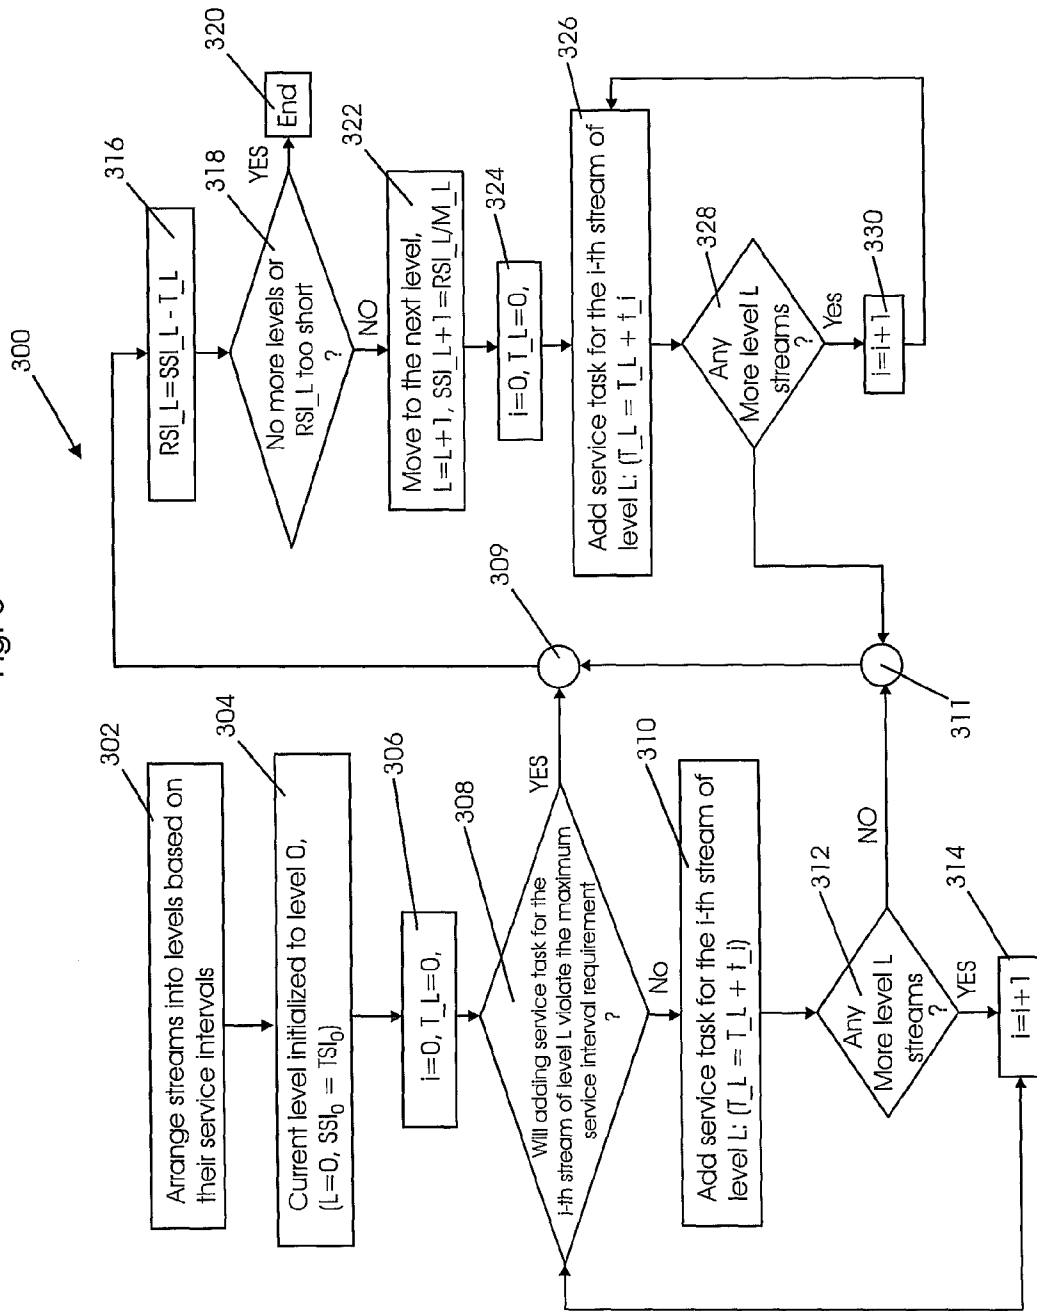 300
302
Arrange streams into levels based on
their service intervals
304
Current level initialized to level 0,
(L=0, SSI₀ = TSI₀)
306
i=0, T_L=0,
308
Will adding service task for the
i-th stream of level L violate the maximum
service interval requirement
?
YES
No
309
310
Add service task for the i-th stream of
level L: (T_L = T_L + t_i)
311
312
Any
More level L
streams
?
NO
YES
314
i=i+1
316
RSI_L=SSI_L - T_L
318
No more levels or
RSI_L too short
?
YES
NO
320
End
322
Move to the next level,
L=L+1, SSI_L+1=RSI_L/M_L
324
i=0, T_L=0,
326
Add service task for the i-th stream of
level L: (T_L = T_L + t_i
328
Any
More level L
streams
?
Yes
330
i=i+1